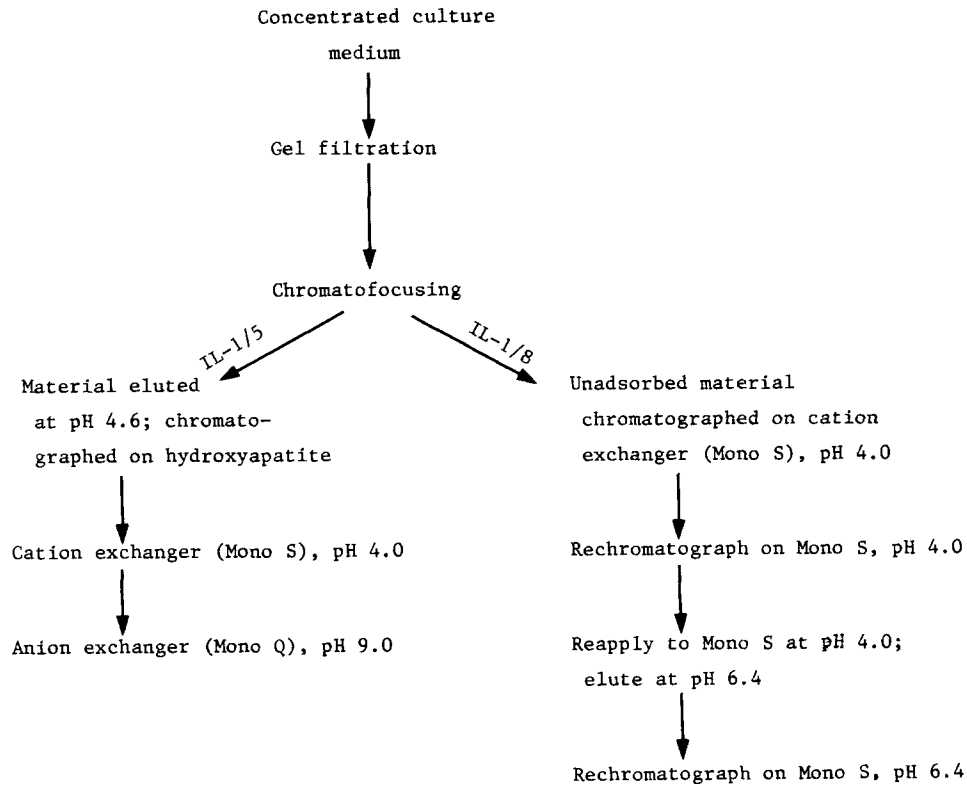 Concentrated culture
medium
Gel filtration
Chromatofocusing
IL-1/5
IL-1/8
Material eluted
at pH 4.6; chromato-
graphed on hydroxyapatite
Unadsorbed material
chromatographed on cation
exchanger (Mono S), pH 4.0
Cation exchanger (Mono S), pH 4.0
Rechromatograph on Mono S, pH 4.0
Anion exchanger (Mono Q), pH 9.0
Reapply to Mono S at pH 4.0;
elute at pH 6.4
Rechromatograph on Mono S, pH 6.4